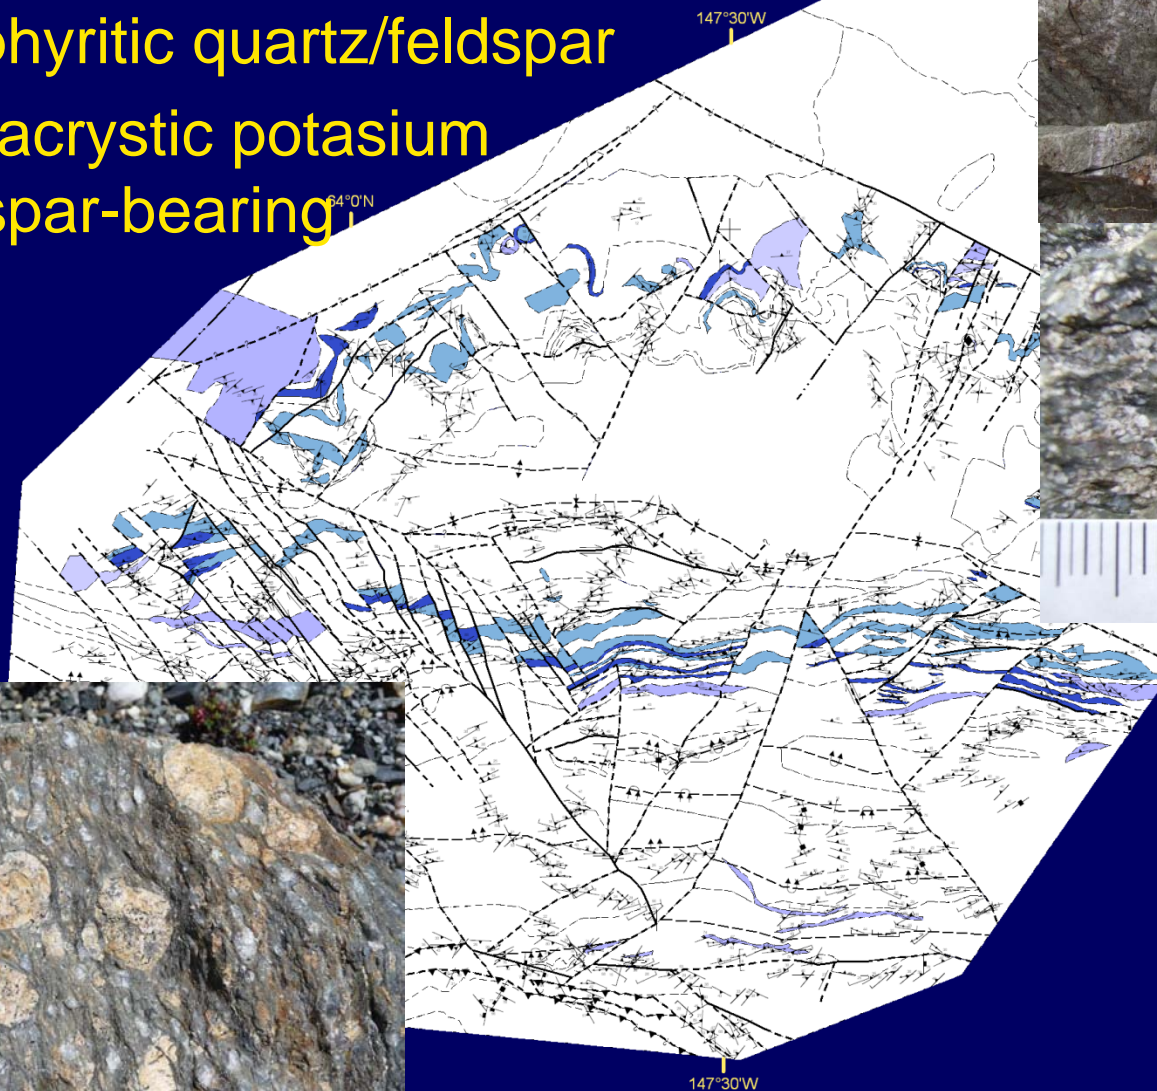 phyritic quartz/feldspar
acrystic potasium
spar-bearing
147°30'W
64°0'N
147°30'W